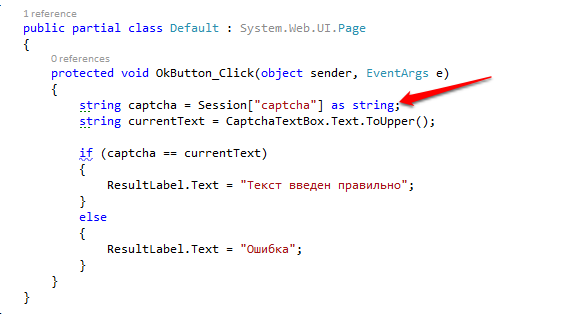 1 reference
public partial class Default : System.Web.UI.Page
{
0 references
protected void OkButton_Click(object sender, EventArgs e)
{
string captcha = Session["captcha"] as string;
string currentText = CaptchaTextBox.Text.ToUpper();
if (captcha == currentText)
{
ResultLabel.Text = "Текст введен правильно";
}
else
{
ResultLabel.Text = "Ошибка";
}
}
}